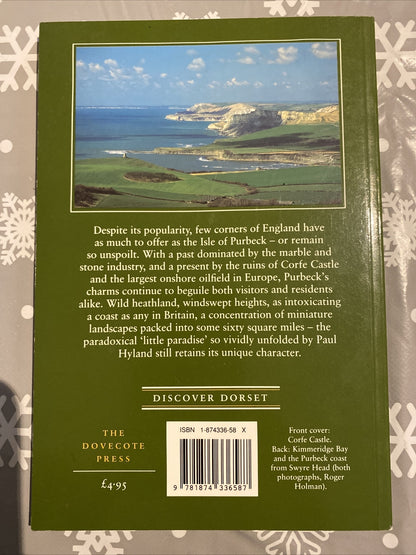 Despite its popularity, few corners of England have
as much to offer as the Isle of Purbeck – or remain
so unspoilt. With a past dominated by the marble and
stone industry, and a present by the ruins of Corfe Castle
and the largest onshore oilfield in Europe, Purbeck's
charms continue to beguile both visitors and residents
alike. Wild heathland, windswept heights, as intoxicating
a coast as any in Britain, a concentration of miniature
landscapes packed into some sixty square miles – the
paradoxical 'little paradise' so vividly unfolded by Paul
Hyland still retains its unique character.
DISCOVER DORSET
THE
DOVECOTE
PRESS
£4·95
ISBN 1-874336-58 X
9 781874 336587
Front cover:
Corfe Castle.
Back: Kimmeridge Bay
and the Purbeck coast
from Swyre Head (both
photographs, Roger
Holman).